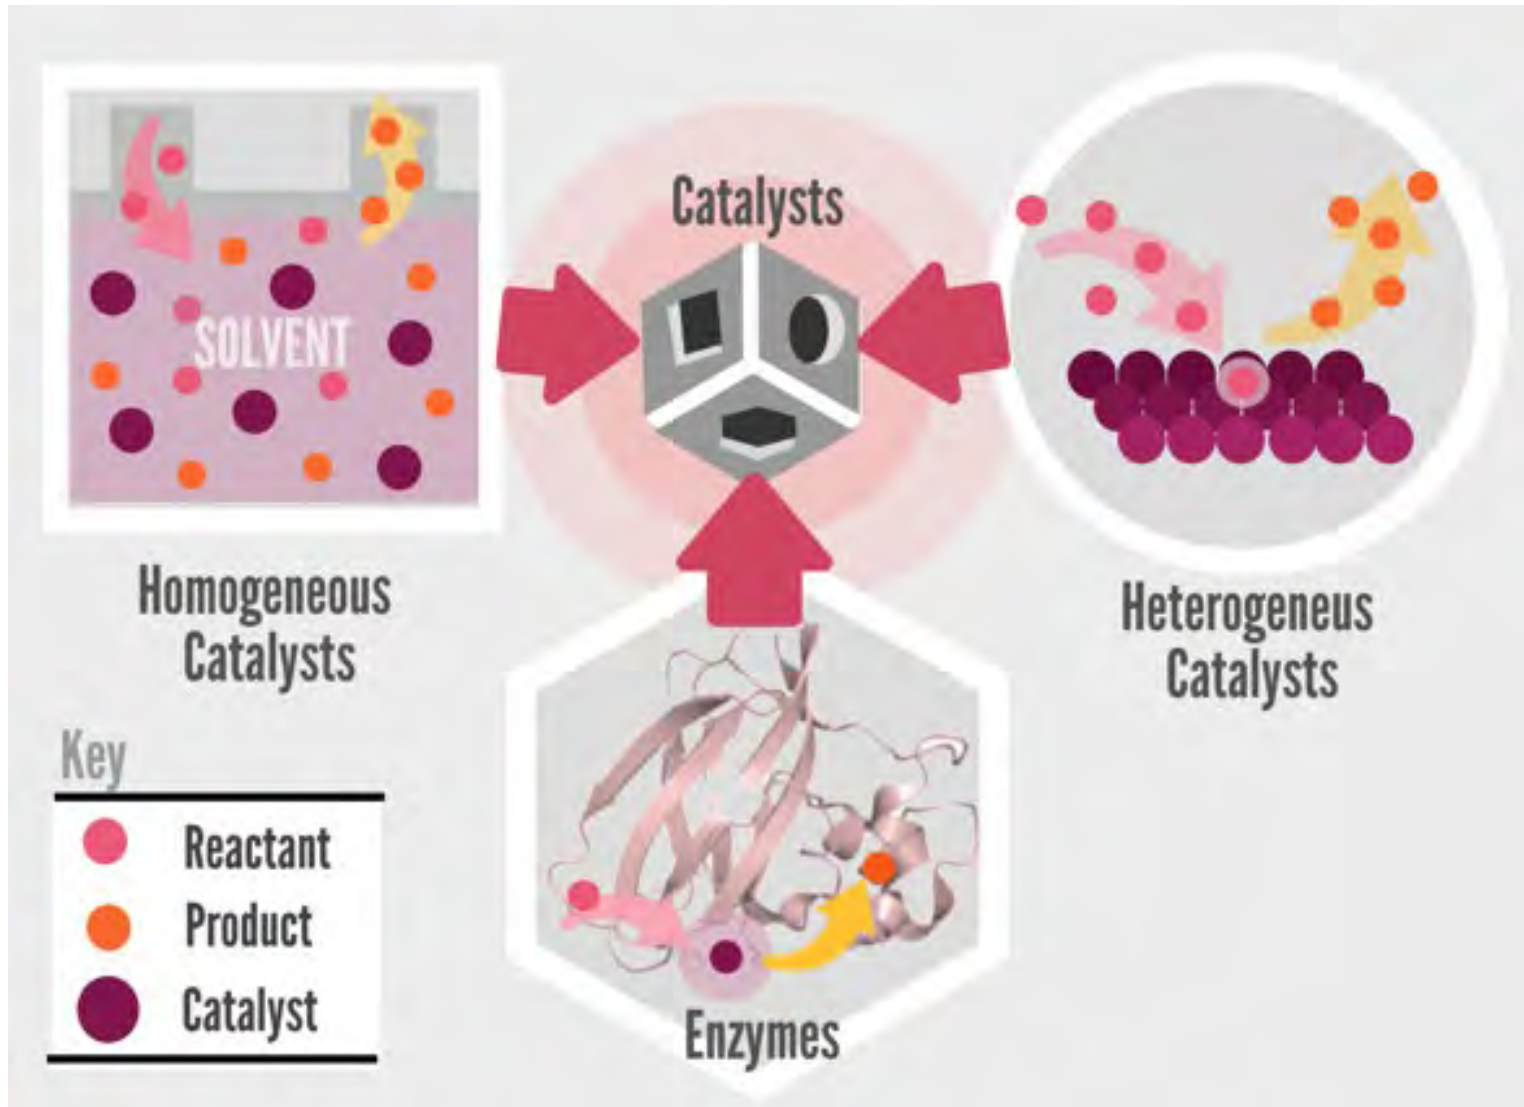 Catalysts
SOLVENT
Homogeneous
Catalysts
Heterogeneus
Catalysts
Key
Reactant
Product
Catalyst
Enzymes